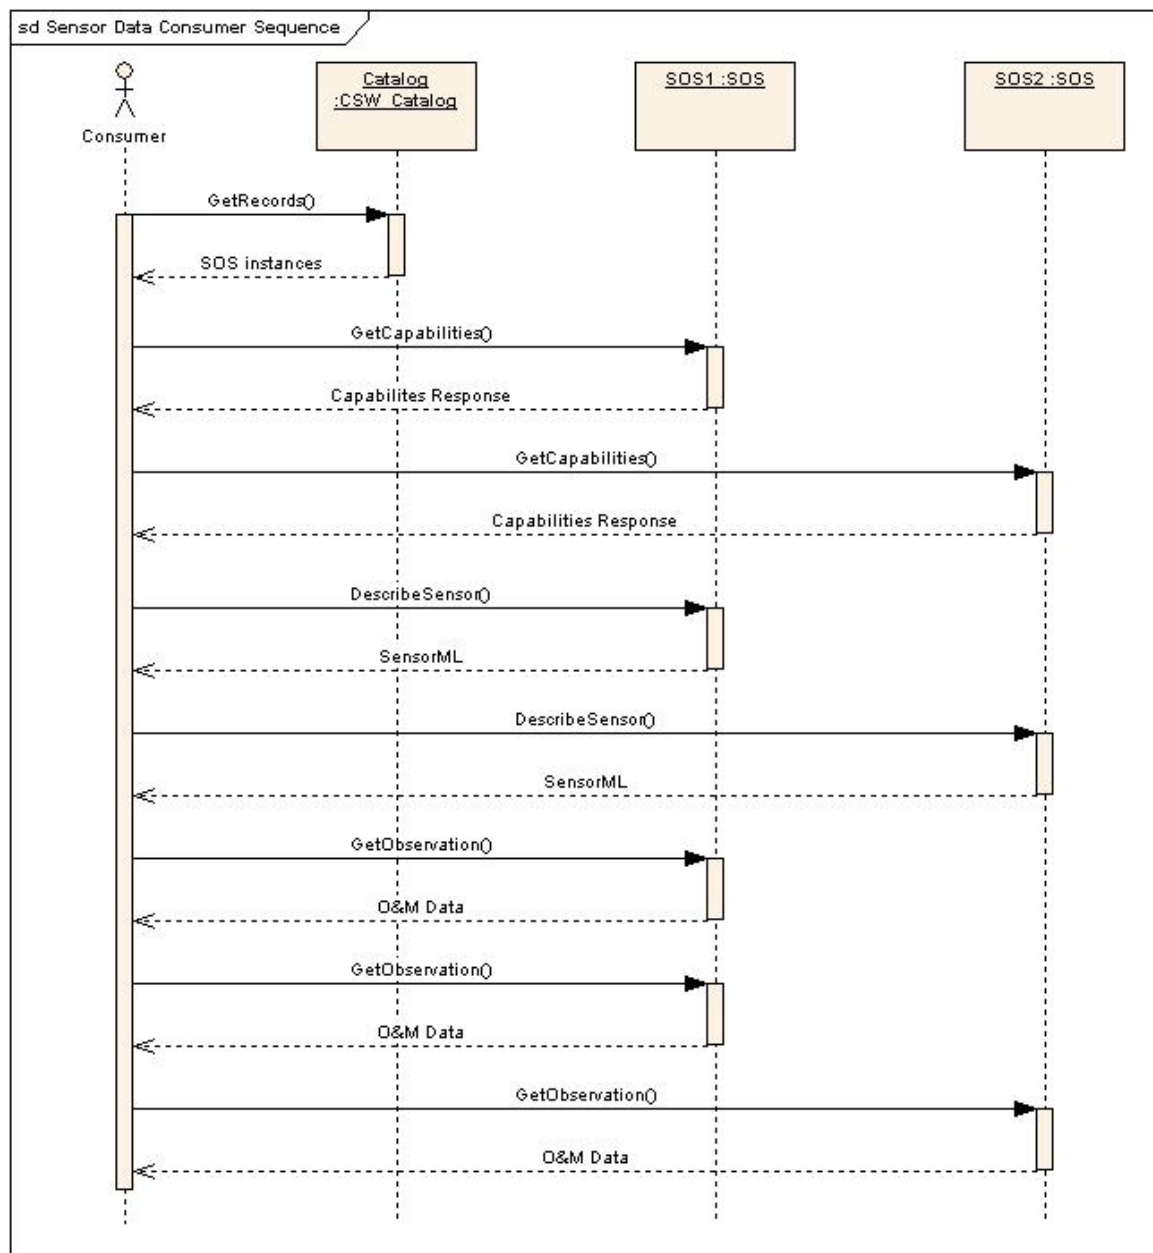 sd Sensor Data Consumer Sequence
Consumer
Catalog
:CSW_Catalog
SOS1 :SOS
SOS2 :SOS
GetRecords()
SOS instances
GetCapabilities()
Capabilites Response
GetCapabilities()
Capabilities Response
DescribeSensor()
SensorML
DescribeSensor()
SensorML
GetObservation()
O&M Data
GetObservation()
O&M Data
GetObservation()
O&M Data